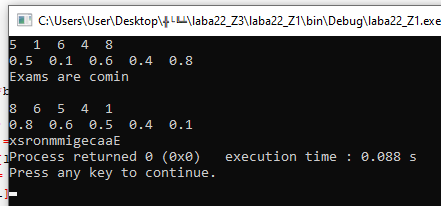 C:\Users\User\Desktop\╬└╚┴\laba22_Z3\laba22_Z1\bin\Debug\laba22_Z1.exe
5 1 6 4 8
0.5 0.1 0.6 0.4 0.8
Exams are comin
8 6 5 4 1
0.8 0.6 0.5 0.4 0.1
xsronmmigecaaE
Process returned 0 (0x0) execution time : 0.088 s
Press any key to continue.